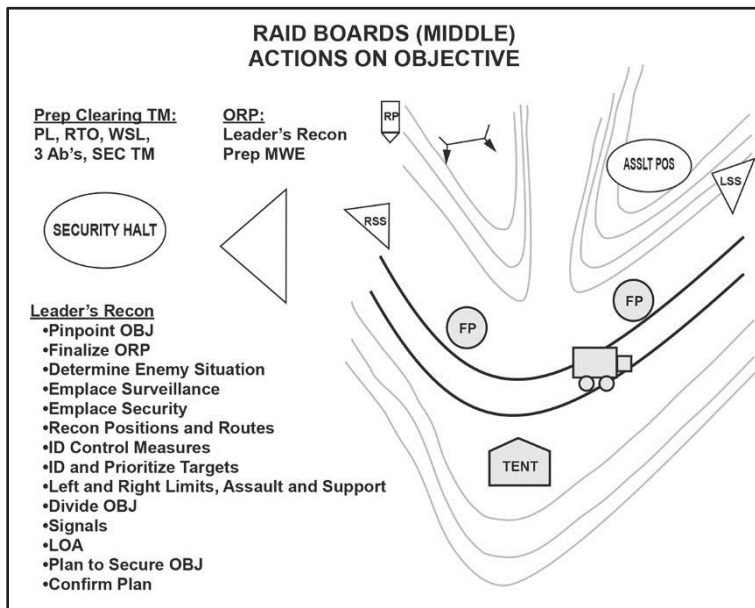 RAID BOARDS (MIDDLE)
ACTIONS ON OBJECTIVE
Prep Clearing TM:
PL, RTO, WSL,
3 Ab's, SEC TM
ORP:
Leader's Recon
Prep MWE
SECURITY HALT
Leader's Recon
•Pinpoint OBJ
•Finalize ORP
•Determine Enemy Situation
•Emplace Surveillance
•Emplace Security
•Recon Positions and Routes
•ID Control Measures
•ID and Prioritize Targets
•Left and Right Limits, Assault and Support
•Divide OBJ
•Signals
•LOA
•Plan to Secure OBJ
•Confirm Plan
RP
ASSLT POS
LSS
RSS
FP
FP
TENT